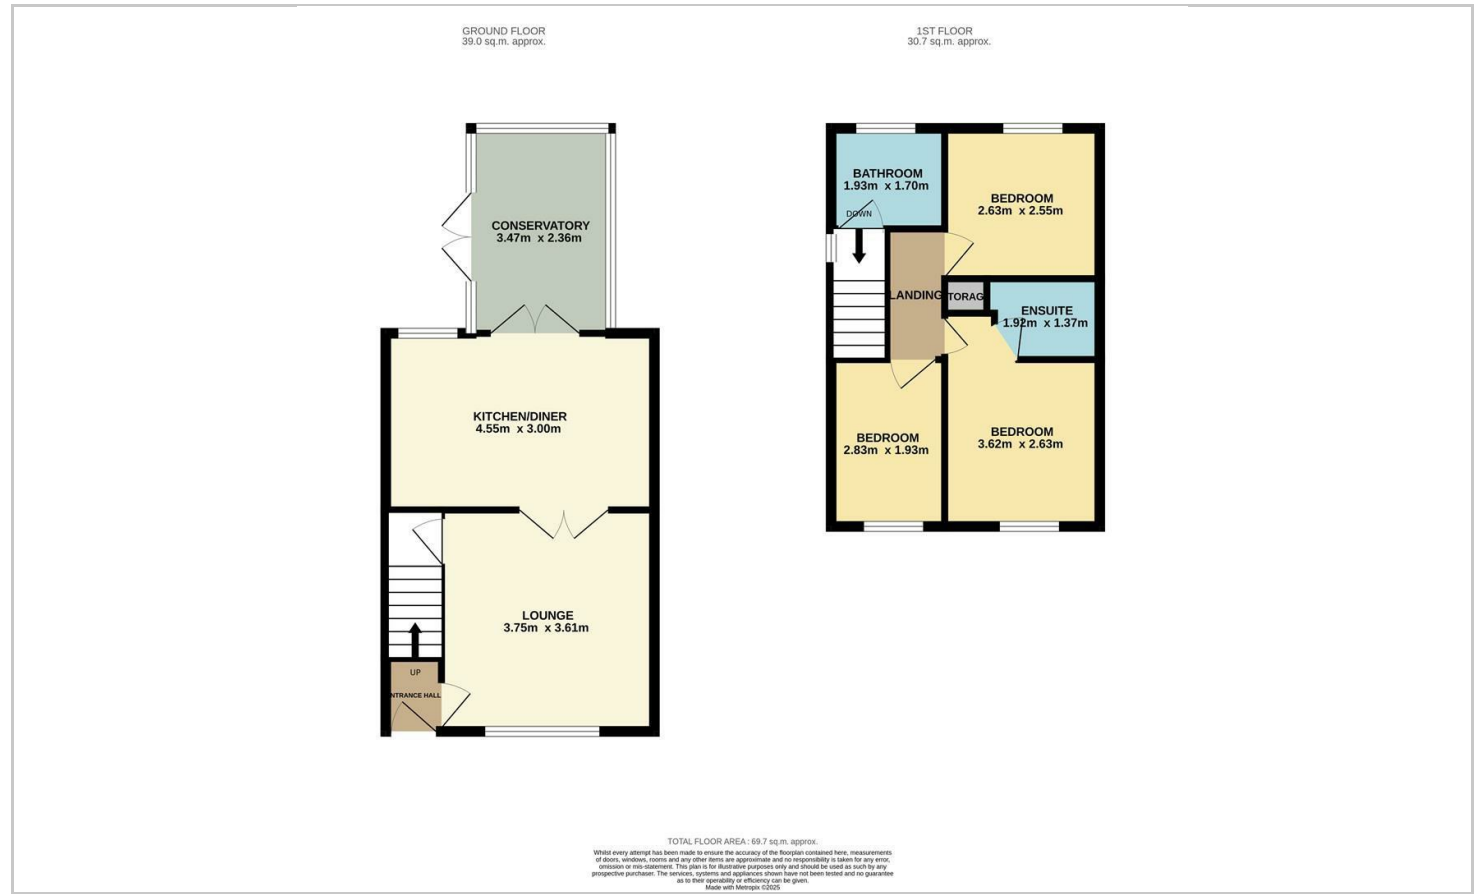 GROUND FLOOR
39.0 sq.m. approx.
1ST FLOOR
30.7 sq.m. approx.
CONSERVATORY
3.47m x 2.36m
KITCHEN/DINER
4.55m x 3.00m
LOUNGE
3.75m x 3.61m
UP
NTRANCE HALL
BATHROOM
1.93m x 1.70m
DOWN
BEDROOM
2.63m x 2.55m
LANDING
TORAG
ENSUITE
1.92m x 1.37m
BEDROOM
2.83m x 1.93m
BEDROOM
3.62m x 2.63m
TOTAL FLOOR AREA : 69.7 sq.m. approx.
Whilst every attempt has been made to ensure the accuracy of the floorplan contained here, measurements
of doors, windows, rooms and any other items are approximate and no responsibility is taken for any error,
omission or mis-statement. This plan is for illustrative purposes only and should be used as such by any
prospective purchaser. The services, systems and appliances shown have not been tested and no guarantee
as to their operability or efficiency can be given.
Made with Metropix ©2025